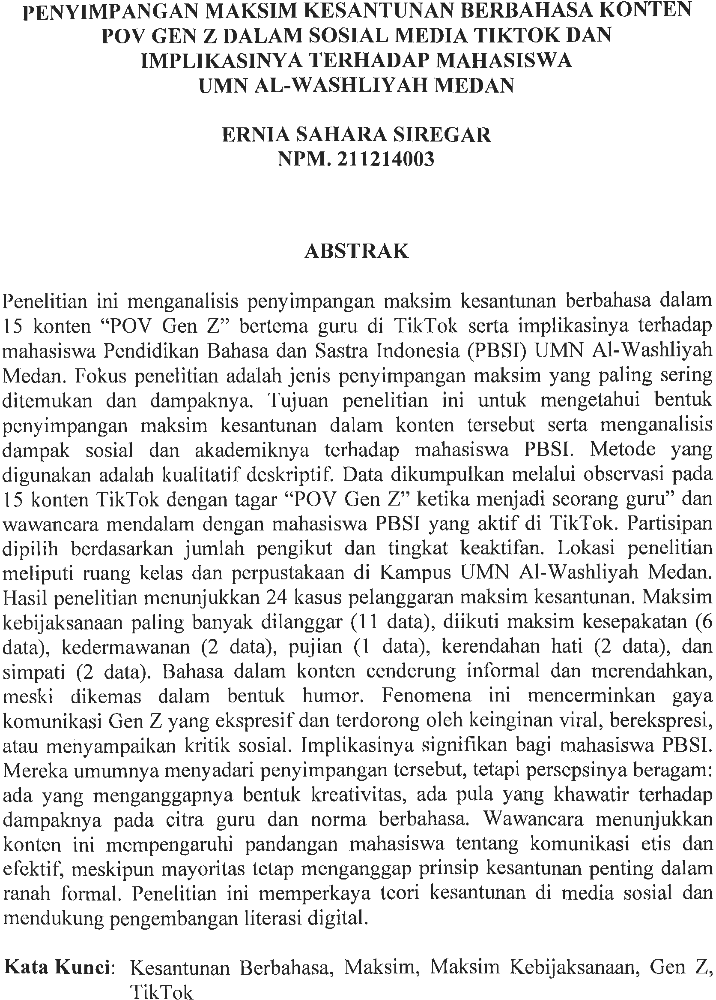 PENYIMPANGAN MAKSIM KESANTUNAN BERBAHASA KONTEN
POV GEN Z DALAM SOSIAL MEDIA TIKTOK DAN
IMPLIKASINYA TERHADAP MAHASISWA
UMN AL-WASHLIYAH MEDAN
ERNIA SAHARA SIREGAR
NPM. 211214003
ABSTRAK
Penelitian ini menganalisis penyimpangan maksim kesantunan berbahasa dalam
15 konten “POV Gen Z” bertema guru di TikTok serta implikasinya terhadap
mahasiswa Pendidikan Bahasa dan Sastra Indonesia (PBSI) UMN Al-Washliyah
Medan. Fokus penelitian adalah jenis penyimpangan maksim yang paling sering
ditemukan dan dampaknya. Tujuan penelitian ini untuk mengetahui bentuk
penyimpangan maksim kesantunan dalam konten tersebut serta menganalisis
dampak sosial dan akademiknya terhadap mahasiswa PBSI. Metode yang
digunakan adalah kualitatif deskriptif. Data dikumpulkan melalui observasi pada
15 konten TikTok dengan tagar “POV Gen Z” ketika menjadi seorang guru” dan
wawancara mendalam dengan mahasiswa PBSI yang aktif di TikTok. Partisipan
dipilih berdasarkan jumlah pengikut dan tingkat keaktifan. Lokasi penelitian
meliputi ruang kelas dan perpustakaan di Kampus UMN Al-Washliyah Medan.
Hasil penelitian menunjukkan 24 kasus pelanggaran maksim kesantunan. Maksim
kebijaksanaan paling banyak dilanggar (11 data), diikuti maksim kesepakatan (6
data), kedermawanan (2 data), pujian (1 data), kerendahan hati (2 data), dan
simpati (2 data). Bahasa dalam konten cenderung informal dan merendahkan,
meski dikemas dalam bentuk humor. Fenomena ini mencerminkan gaya
komunikasi Gen Z yang ekspresif dan terdorong oleh keinginan viral, berekspresi,
atau menyampaikan kritik sosial. Implikasinya signifikan bagi mahasiswa PBSI.
Mereka umumnya menyadari penyimpangan tersebut, tetapi persepsinya beragam:
ada yang menganggapnya bentuk kreativitas, ada pula yang khawatir terhadap
dampaknya pada citra guru dan norma berbahasa. Wawancara menunjukkan
konten ini mempengaruhi pandangan mahasiswa tentang komunikasi etis dan
efektif, meskipun mayoritas tetap menganggap prinsip kesantunan penting dalam
ranah formal. Penelitian ini memperkaya teori kesantunan di media sosial dan
mendukung pengembangan literasi digital.
Kata Kunci: Kesantunan Berbahasa, Maksim, Maksim Kebijaksanaan, Gen Z,
TikTok